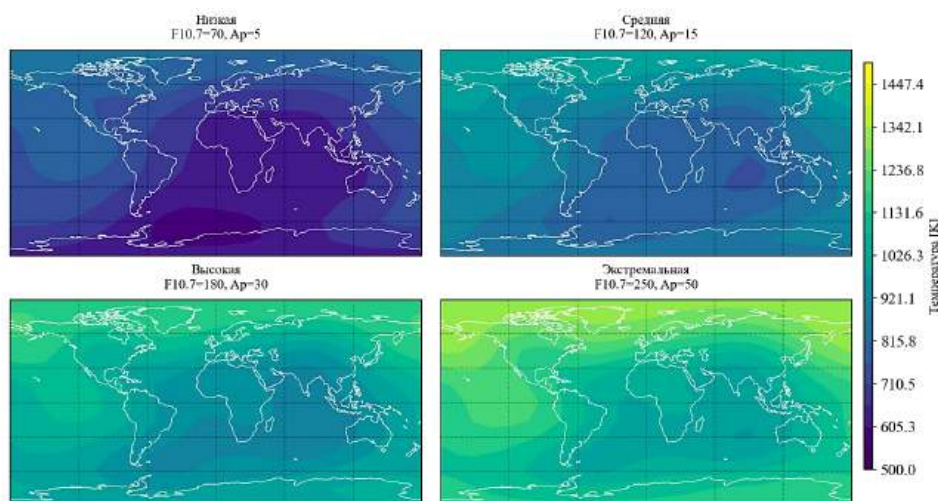 Низкая
F10.7=70, Ap=5
Средняя
F10.7=120, Ap=15
Высокая
F10.7=180, Ap=30
Экстремальная
F10.7=250, Ap=50
1447.4
1342.1
1236.8
1131.6
1026.3
921.1
815.8
710.5
605.3
500.0
Температура [K]